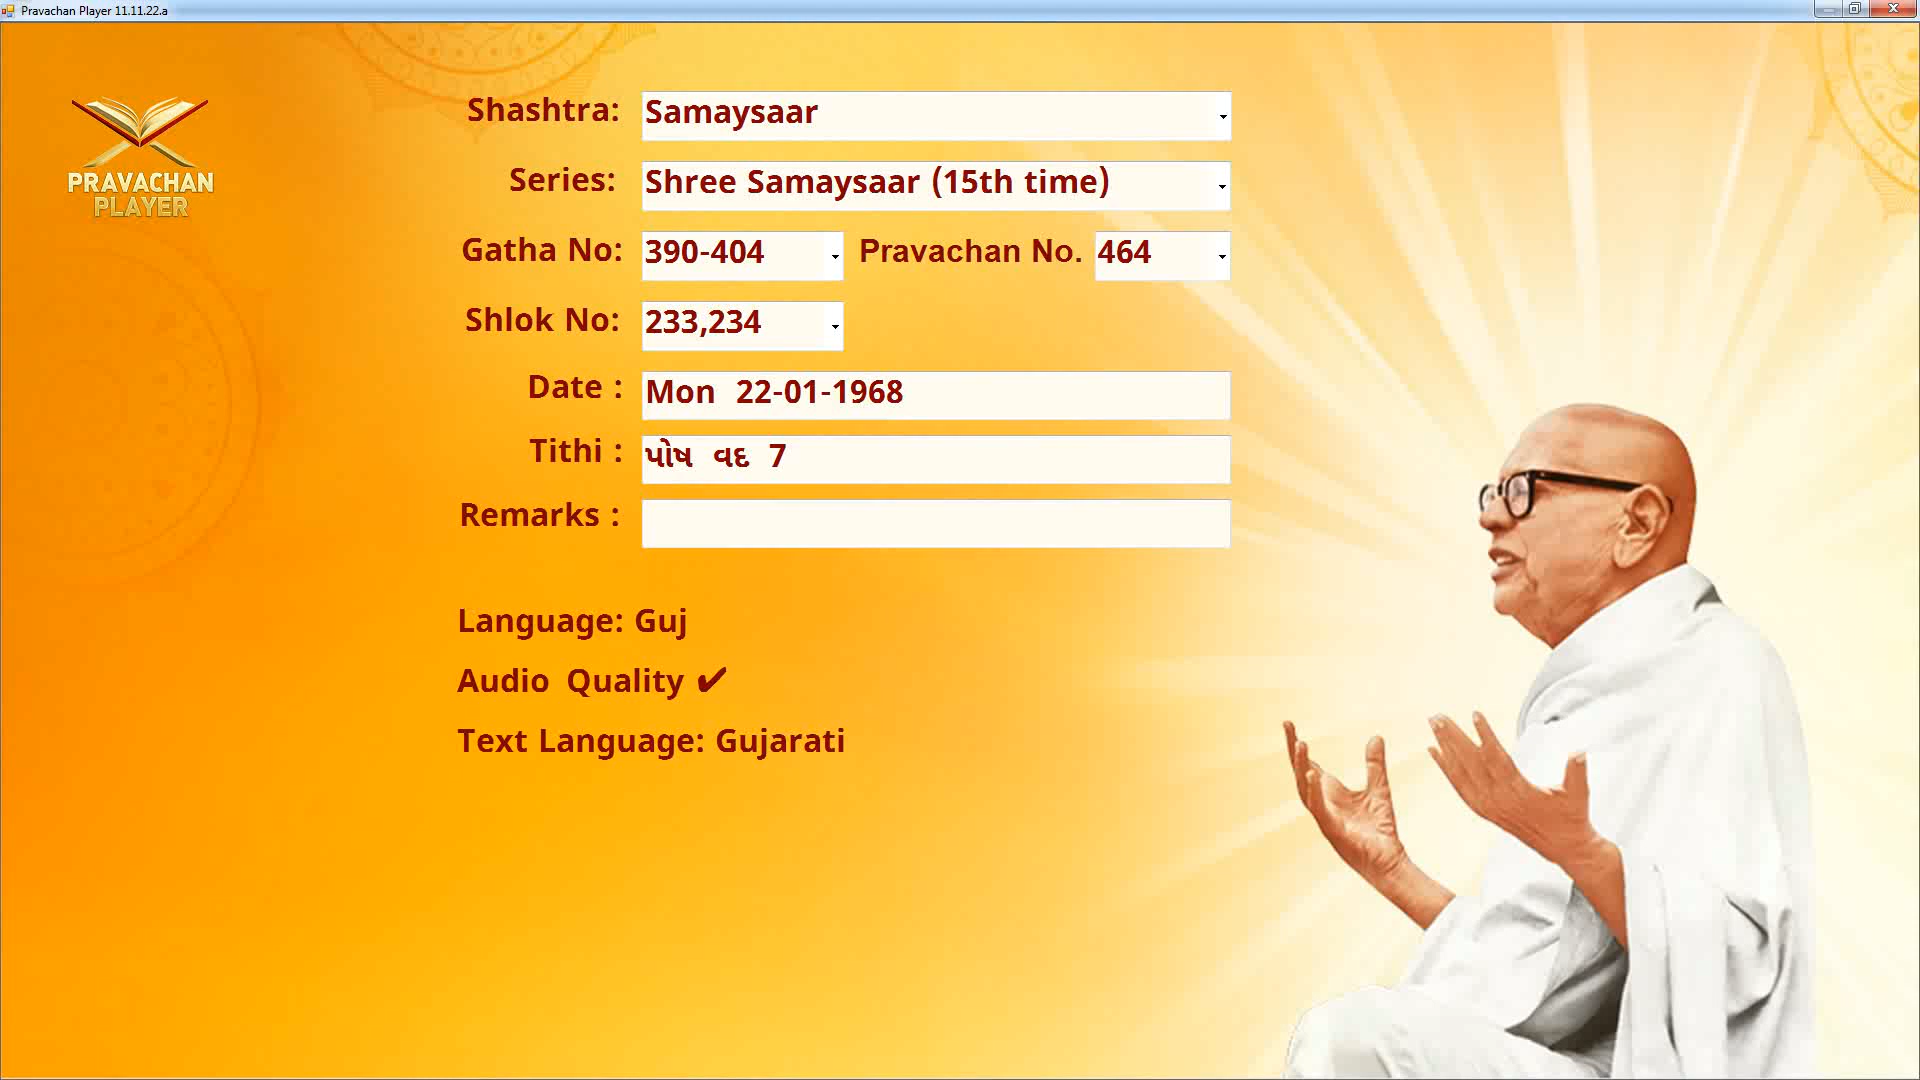 Pravachan Player 11.11.22.a
PRAVACHAN
PLAYER
Shashtra: Samaysaar
Series: Shree Samaysaar (15th time)
Gatha No: 390-404 Pravachan No. 464
Shlok No: 233,234
Date : Mon 22-01-1968
Tithi : પોષ વદ 7
Remarks :
Language: Guj
Audio Quality ✔
Text Language: Gujarati